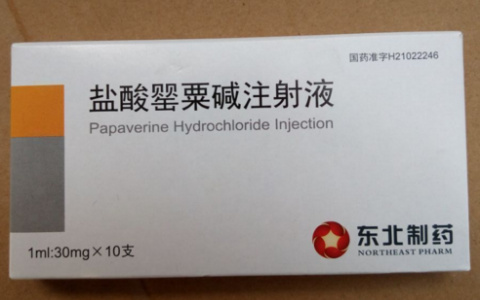 国药准字H21022246
盐酸罂粟碱注射液
Papaverine Hydrochloride Injection
1ml:30mg×10支
东北制药
NORTHEAST PHARM